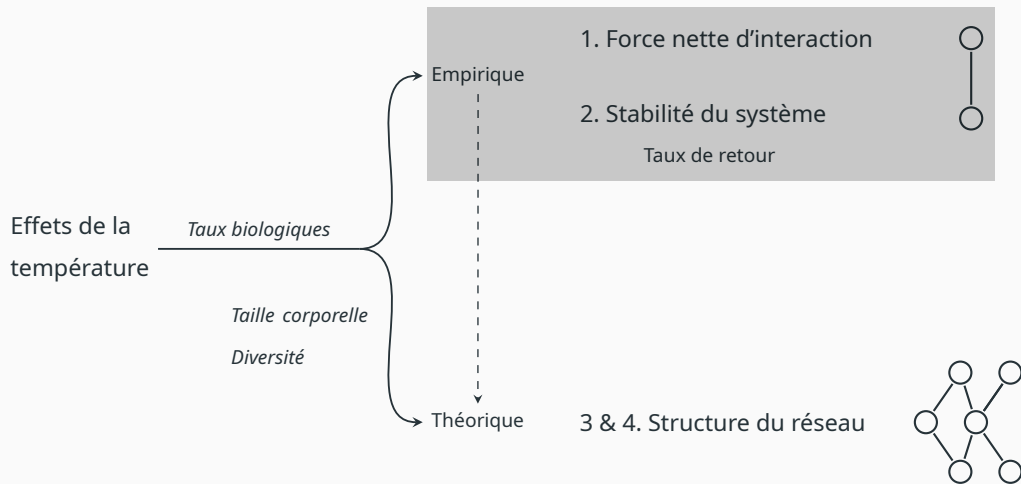 1. Force nette d’interaction
Empirique
2. Stabilité du système
Taux de retour
Effets de la
température
Taux biologiques
Taille corporelle
Diversité
Théorique
3 & 4. Structure du réseau